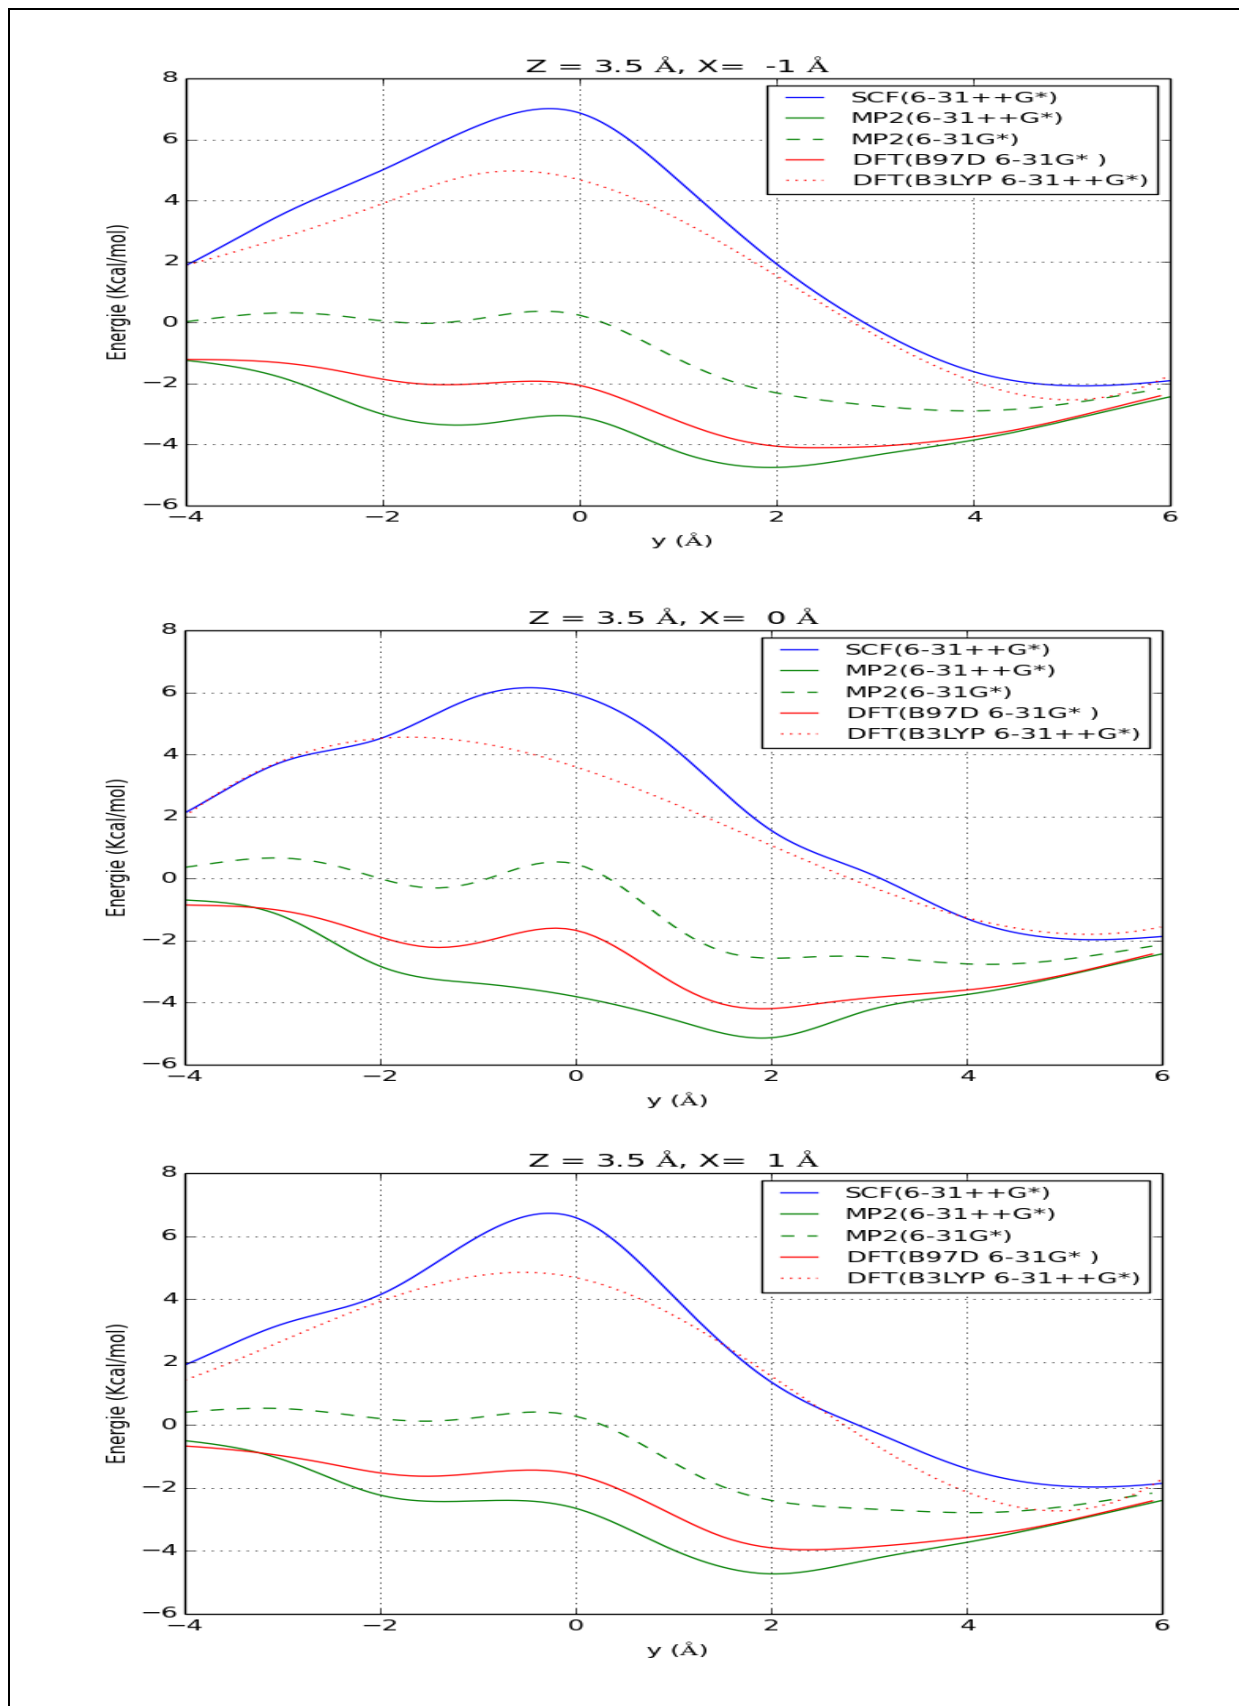 Z = 3.5 Å, X= -1 Å
8
6
4
2
0
−2
−4
−6
Energie (Kcal/mol)
SCF(6-31++G*)
MP2(6-31++G*)
MP2(6-31G*)
DFT(B97D 6-31G* )
DFT(B3LYP 6-31++G*)
−4 −2 0 2 4 6
y (Å)
Z = 3.5 Å, X= 0 Å
8
6
4
2
0
−2
−4
−6
Energie (Kcal/mol)
SCF(6-31++G*)
MP2(6-31++G*)
MP2(6-31G*)
DFT(B97D 6-31G* )
DFT(B3LYP 6-31++G*)
−4 −2 0 2 4 6
y (Å)
Z = 3.5 Å, X= 1 Å
8
6
4
2
0
−2
−4
−6
Energie (Kcal/mol)
SCF(6-31++G*)
MP2(6-31++G*)
MP2(6-31G*)
DFT(B97D 6-31G* )
DFT(B3LYP 6-31++G*)
−4 −2 0 2 4 6
y (Å)